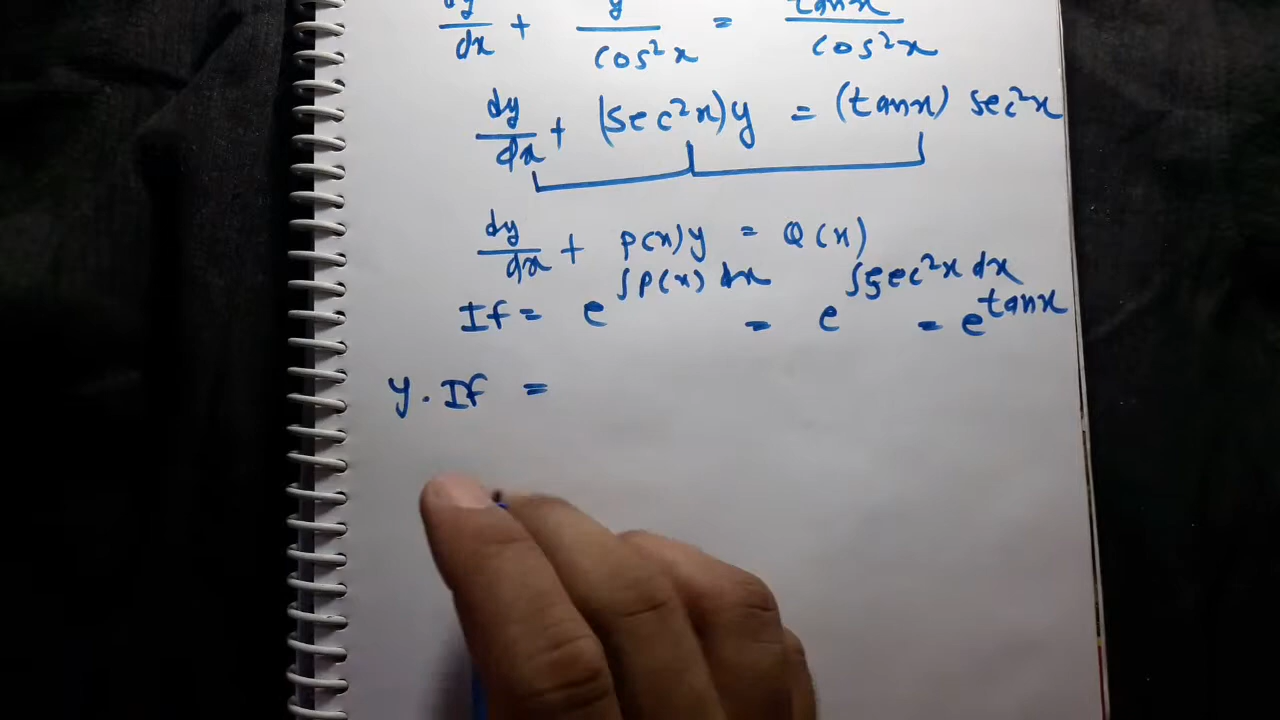 dy/dx + y/cos²x = tanx/cos²x
dy/dx + (sec²x)y = (tanx) sec²x
dy/dx + P(x)y = Q(x)
If = e^∫P(x) dx = e^∫sec²x dx = e^tanx
y . If =